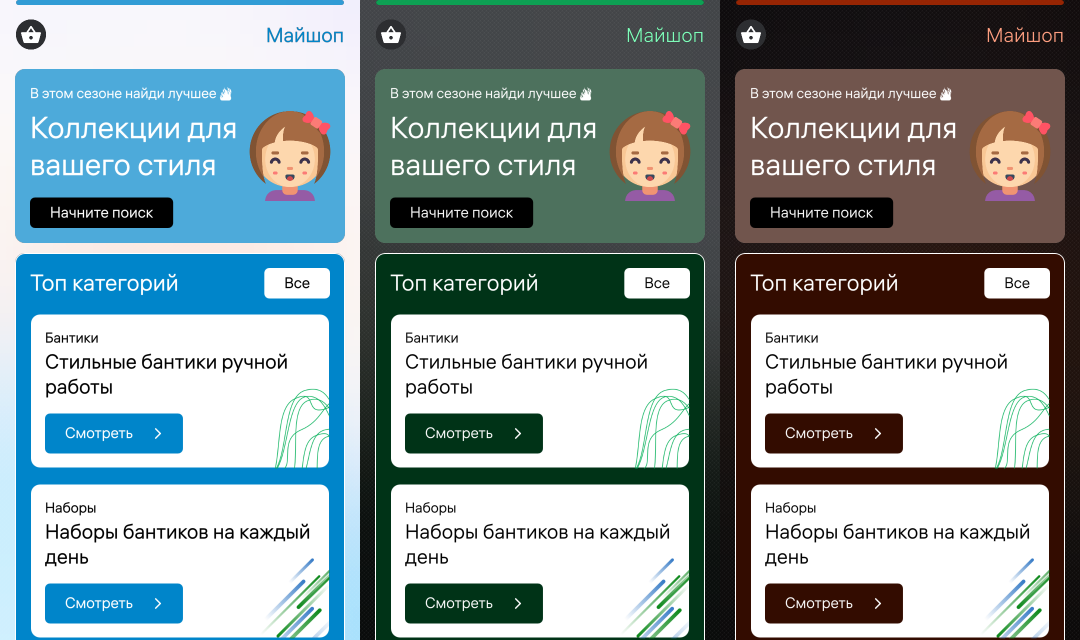 Майшоп
В этом сезоне найди лучшее
Коллекции для
вашего стиля
Начните поиск
Топ категорий
Все
Бантики
Стильные бантики ручной
работы
Смотреть
Наборы
Наборы бантиков на каждый
день
Смотреть
Майшоп
В этом сезоне найди лучшее
Коллекции для
вашего стиля
Начните поиск
Топ категорий
Все
Бантики
Стильные бантики ручной
работы
Смотреть
Наборы
Наборы бантиков на каждый
день
Смотреть
Майшоп
В этом сезоне найди лучшее
Коллекции для
вашего стиля
Начните поиск
Топ категорий
Все
Бантики
Стильные бантики ручной
работы
Смотреть
Наборы
Наборы бантиков на каждый
день
Смотреть